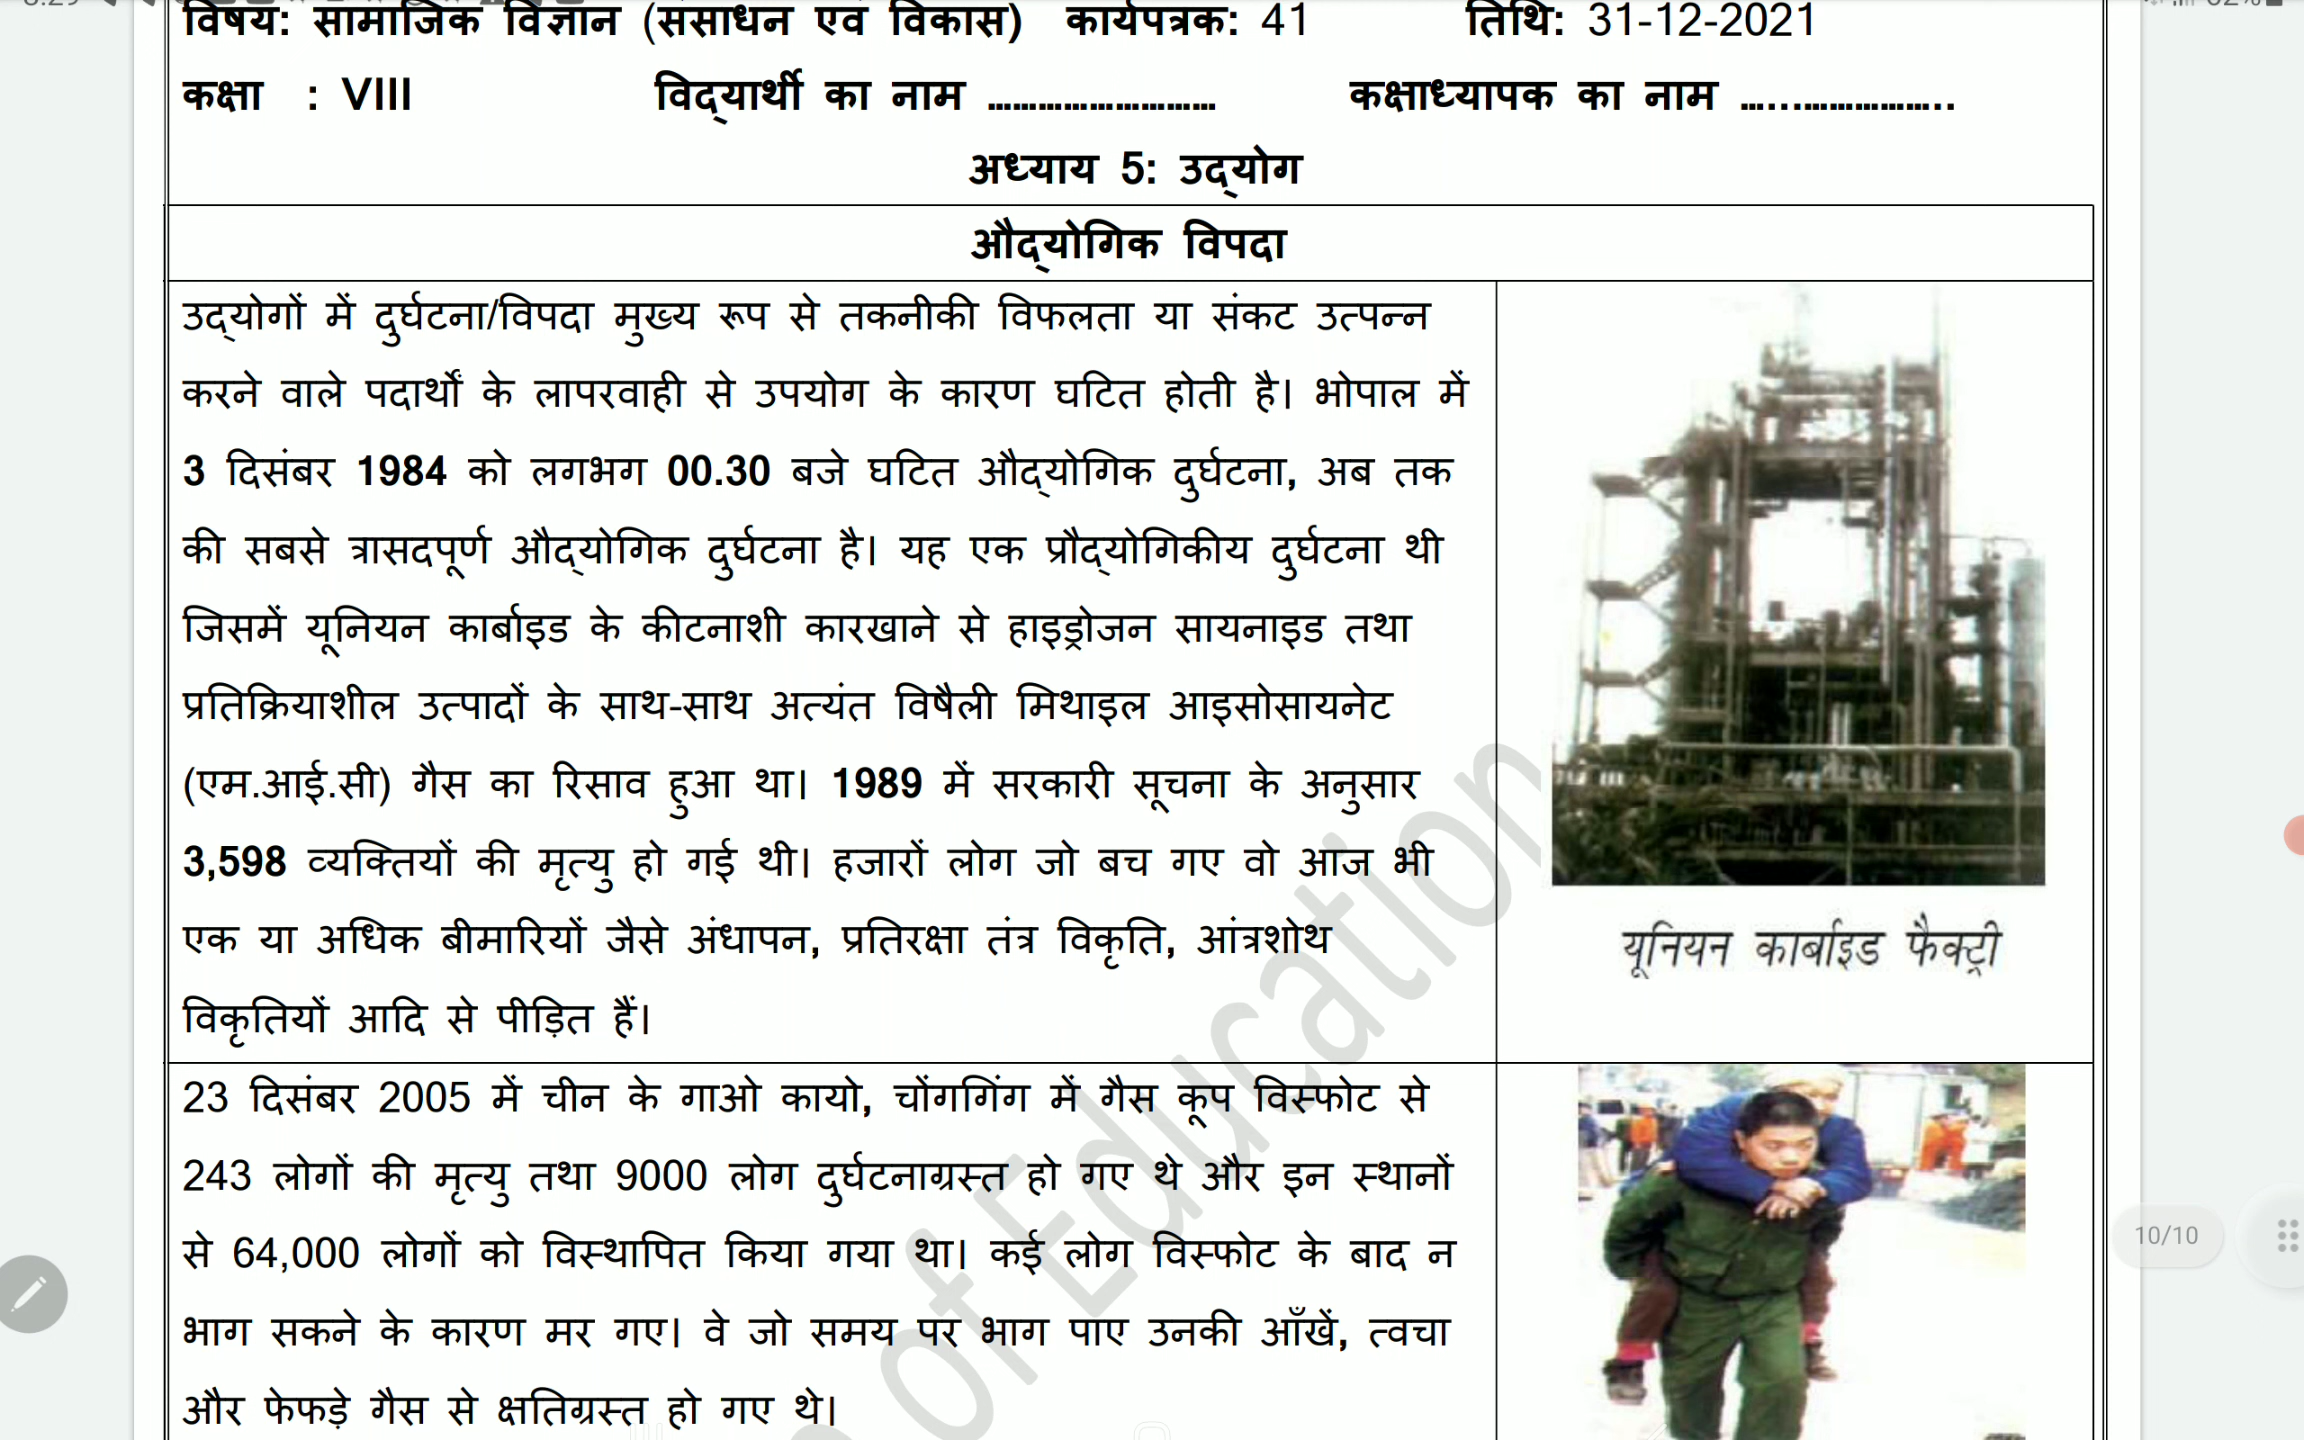 विषय: सामाजिक विज्ञान (संसाधन एवं विकास) कार्यपत्रक: 41 तिथि: 31-12-2021
कक्षा : VIII विद्यार्थी का नाम ........................... कक्षाध्यापक का नाम ...........................
अध्याय 5: उद्योग
औद्योगिक विपदा
उद्योगों में दुर्घटना/विपदा मुख्य रूप से तकनीकी विफलता या संकट उत्पन्न
करने वाले पदार्थों के लापरवाही से उपयोग के कारण घटित होती है। भोपाल में
3 दिसंबर 1984 को लगभग 00.30 बजे घटित औद्योगिक दुर्घटना, अब तक
की सबसे त्रासदपूर्ण औद्योगिक दुर्घटना है। यह एक प्रौद्योगिकीय दुर्घटना थी
जिसमें यूनियन कार्बाइड के कीटनाशी कारखाने से हाइड्रोजन सायनाइड तथा
प्रतिक्रियाशील उत्पादों के साथ-साथ अत्यंत विषैली मिथाइल आइसोसायनेट
(एम.आई.सी) गैस का रिसाव हुआ था। 1989 में सरकारी सूचना के अनुसार
3,598 व्यक्तियों की मृत्यु हो गई थी। हजारों लोग जो बच गए वो आज भी
एक या अधिक बीमारियों जैसे अंधापन, प्रतिरक्षा तंत्र विकृति, आंत्रशोथ
विकृतियों आदि से पीड़ित हैं।
यूनियन कार्बाइड फैक्ट्री
23 दिसंबर 2005 में चीन के गाओ कायो, चोंगगिंग में गैस कूप विस्फोट से
243 लोगों की मृत्यु तथा 9000 लोग दुर्घटनाग्रस्त हो गए थे और इन स्थानों
से 64,000 लोगों को विस्थापित किया गया था। कई लोग विस्फोट के बाद न
भाग सकने के कारण मर गए। वे जो समय पर भाग पाए उनकी आँखें, त्वचा
और फेफड़े गैस से क्षतिग्रस्त हो गए थे।
of Education
10/10